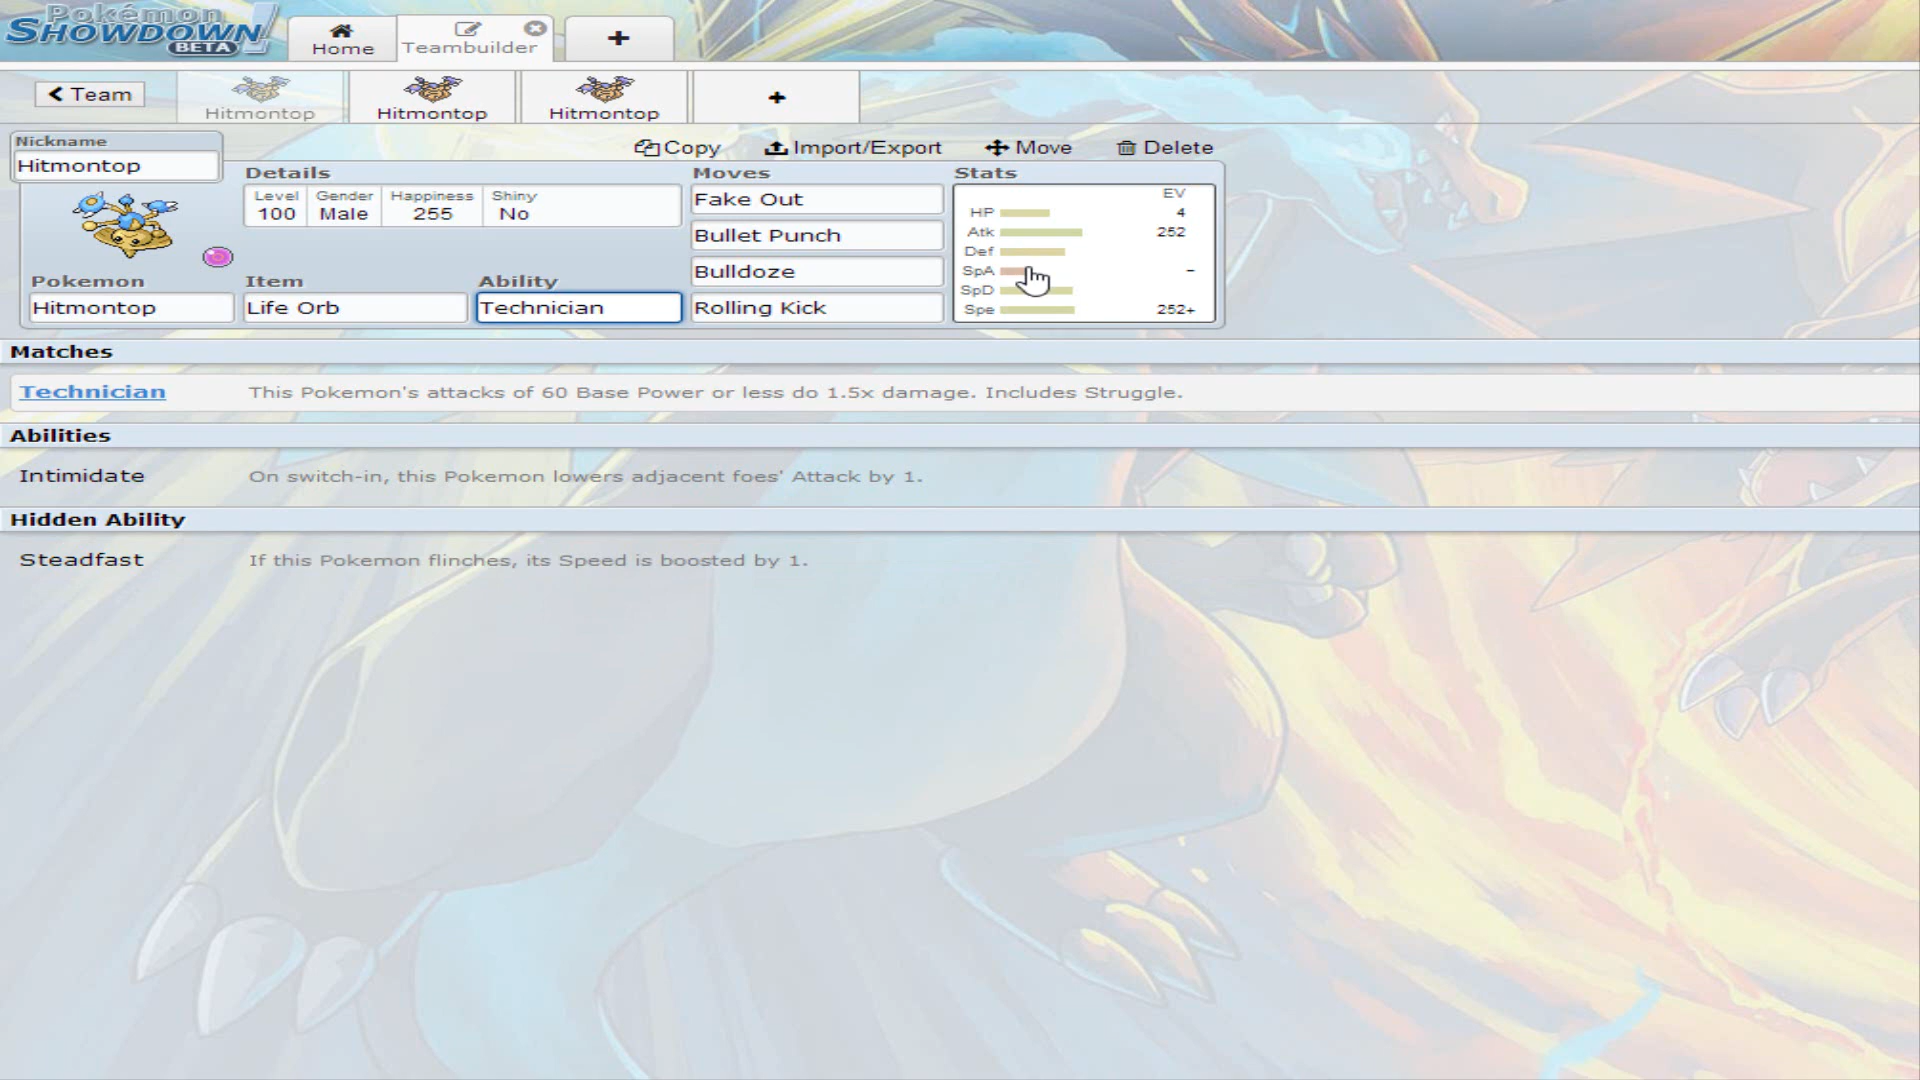 Pokémon
SHOWDOWN!
BETA
Home
Teambuilder
+
< Team
Hitmontop
Hitmontop
Hitmontop
+
Nickname
Hitmontop
Copy
Import/Export
Move
Delete
Details
Level
Gender
Happiness
Shiny
100
Male
255
No
Pokemon
Hitmontop
Item
Life Orb
Ability
Technician
Moves
Fake Out
Bullet Punch
Bulldoze
Rolling Kick
Stats
EV
HP 4
Atk 252
Def
SpA -
SpD
Spe 252+
Matches
Technician This Pokemon's attacks of 60 Base Power or less do 1.5x damage. Includes Struggle.
Abilities
Intimidate On switch-in, this Pokemon lowers adjacent foes' Attack by 1.
Hidden Ability
Steadfast If this Pokemon flinches, its Speed is boosted by 1.